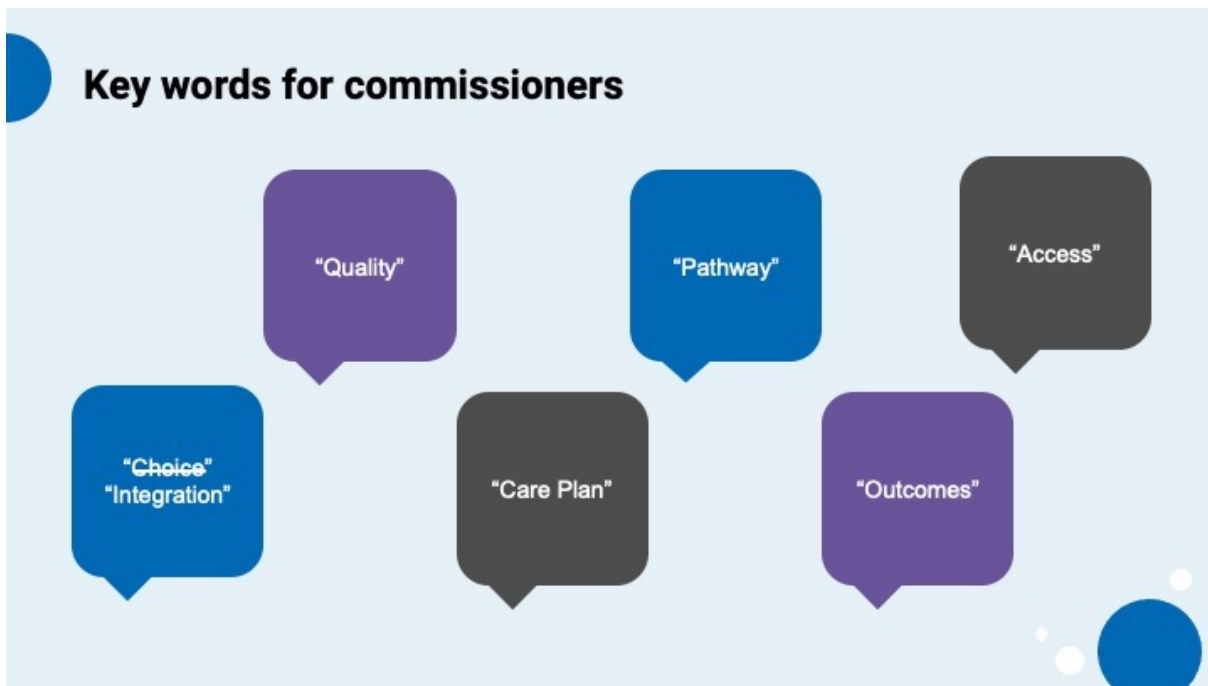 Key words for commissioners
“Quality”
“Pathway”
“Access”
“Choice”
“Integration”
“Care Plan”
“Outcomes”